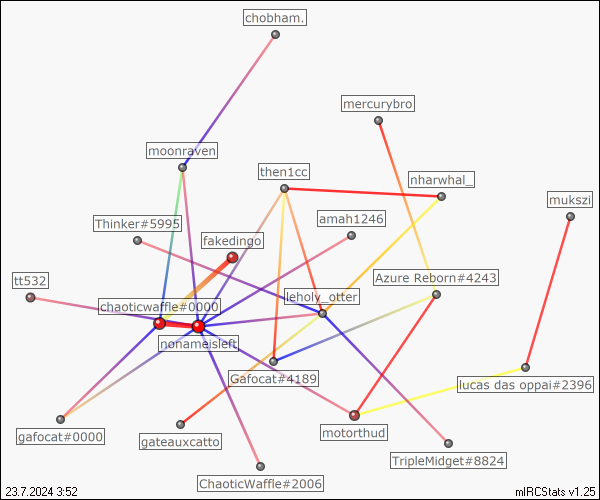 chobham.
mercurybro
moonraven
then1cc
nharwhal_
mukszi
Thinker#5995
amah1246
fakedingo
tt532
Azure Reborn#4243
leholy_otter
chaoticwaffle#0000
nonameisleft
Gafocat#4189
lucas das oppai#2396
gafocat#0000
gateauxcatto
motorthud
TripleMidget#8824
ChaoticWaffle#2006
23.7.2024 3:52
mIRCStats v1.25